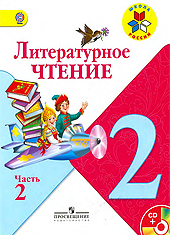 ШКОЛА
РОССИИ
Литературное
ЧТЕНИЕ
2
Часть
2
ПРОСВЕЩЕНИЕ
CD +